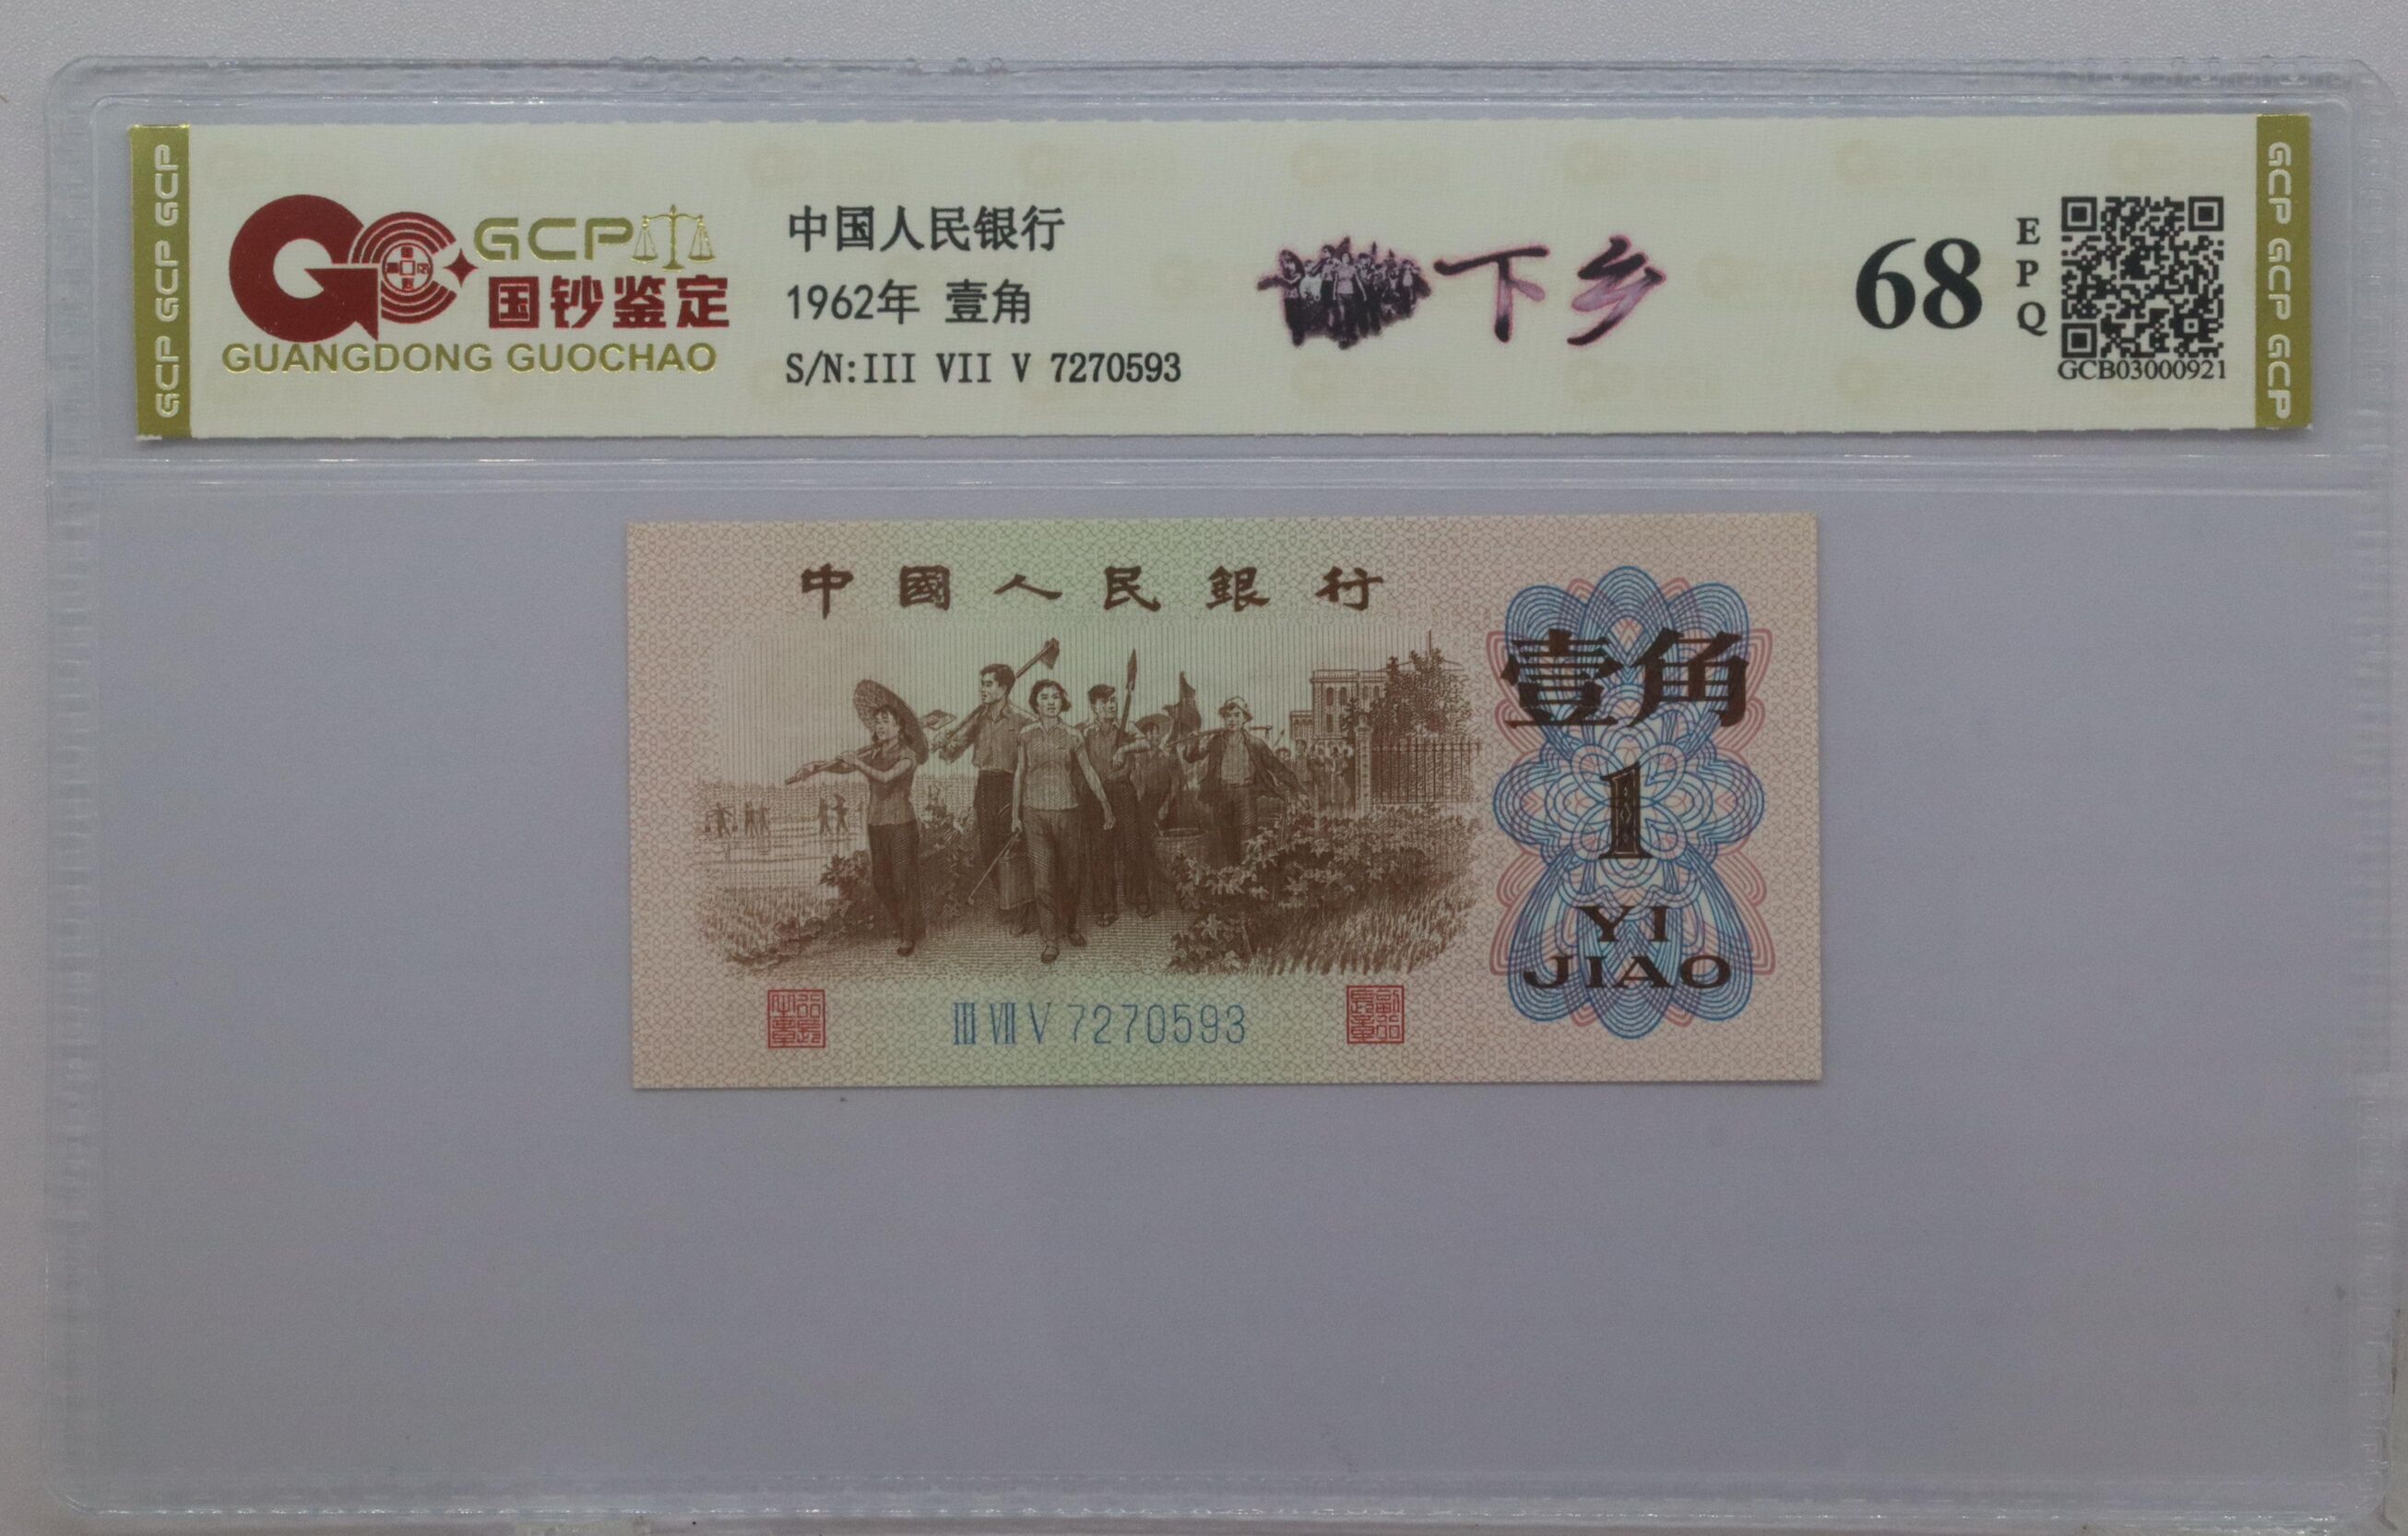 GCP GCP GCP
GCP
国钞鉴定
GUANGDONG GUOCHAO
中国人民银行
1962年 壹角
S/N:III VII V 7270593
下乡
68
EPQ
GCB03000921
GCP GCP GCP
中國人民銀行
壹角
1
YI
JIAO
III VII V 7270593